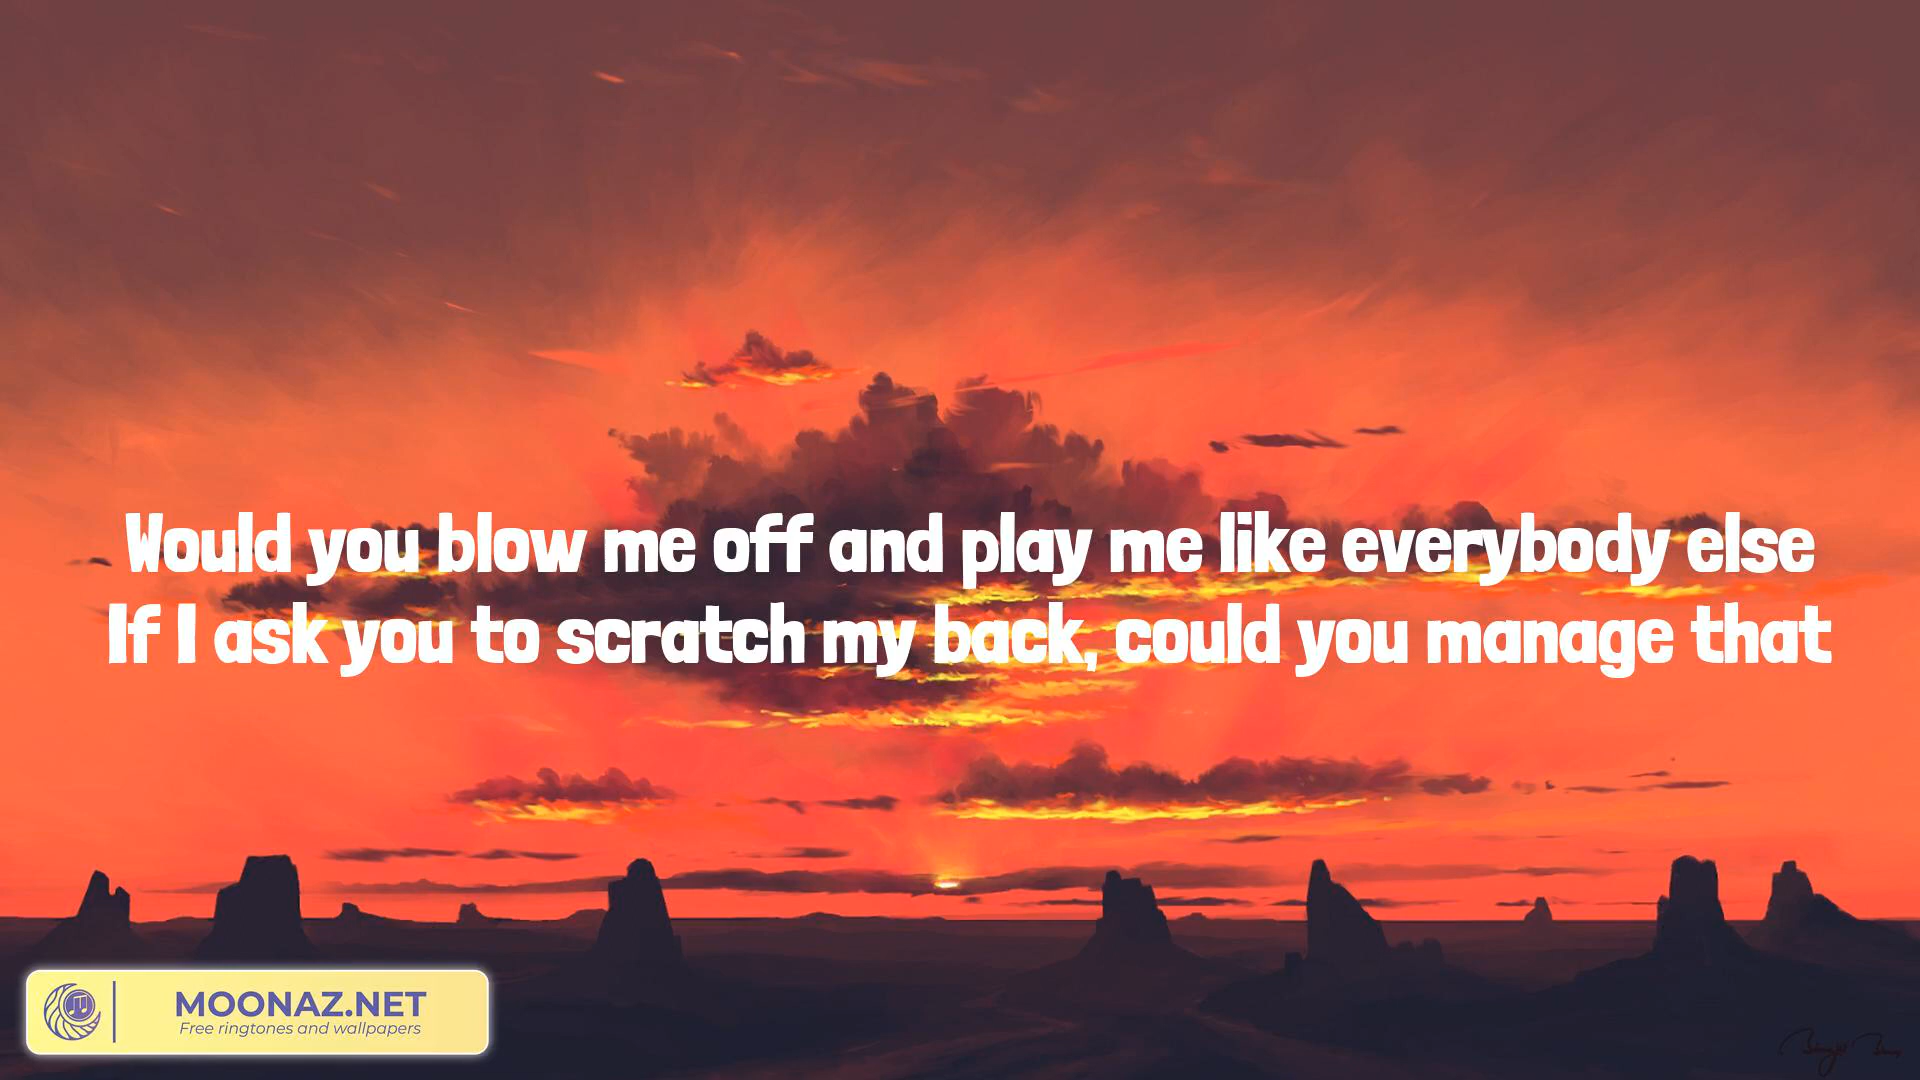 Would you blow me off and play me like everybody else
If I ask you to scratch my back, could you manage that
MOONAZ.NET
Free ringtones and wallpapers